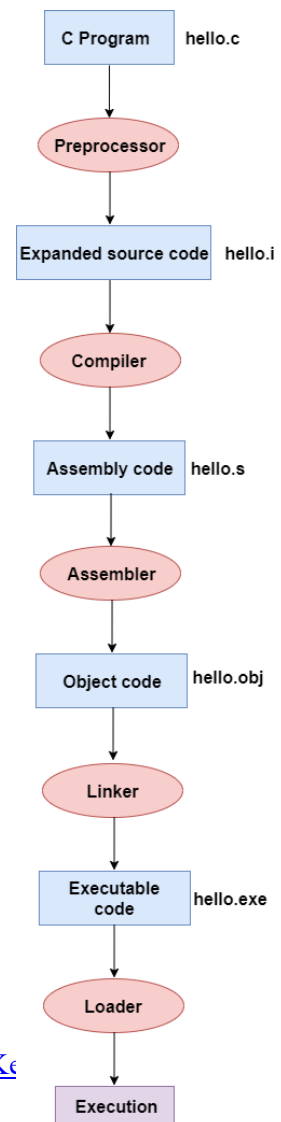 C Program hello.c
Preprocessor
Expanded source code hello.i
Compiler
Assembly code hello.s
Assembler
Object code hello.obj
Linker
Executable
code hello.exe
Loader
Execution